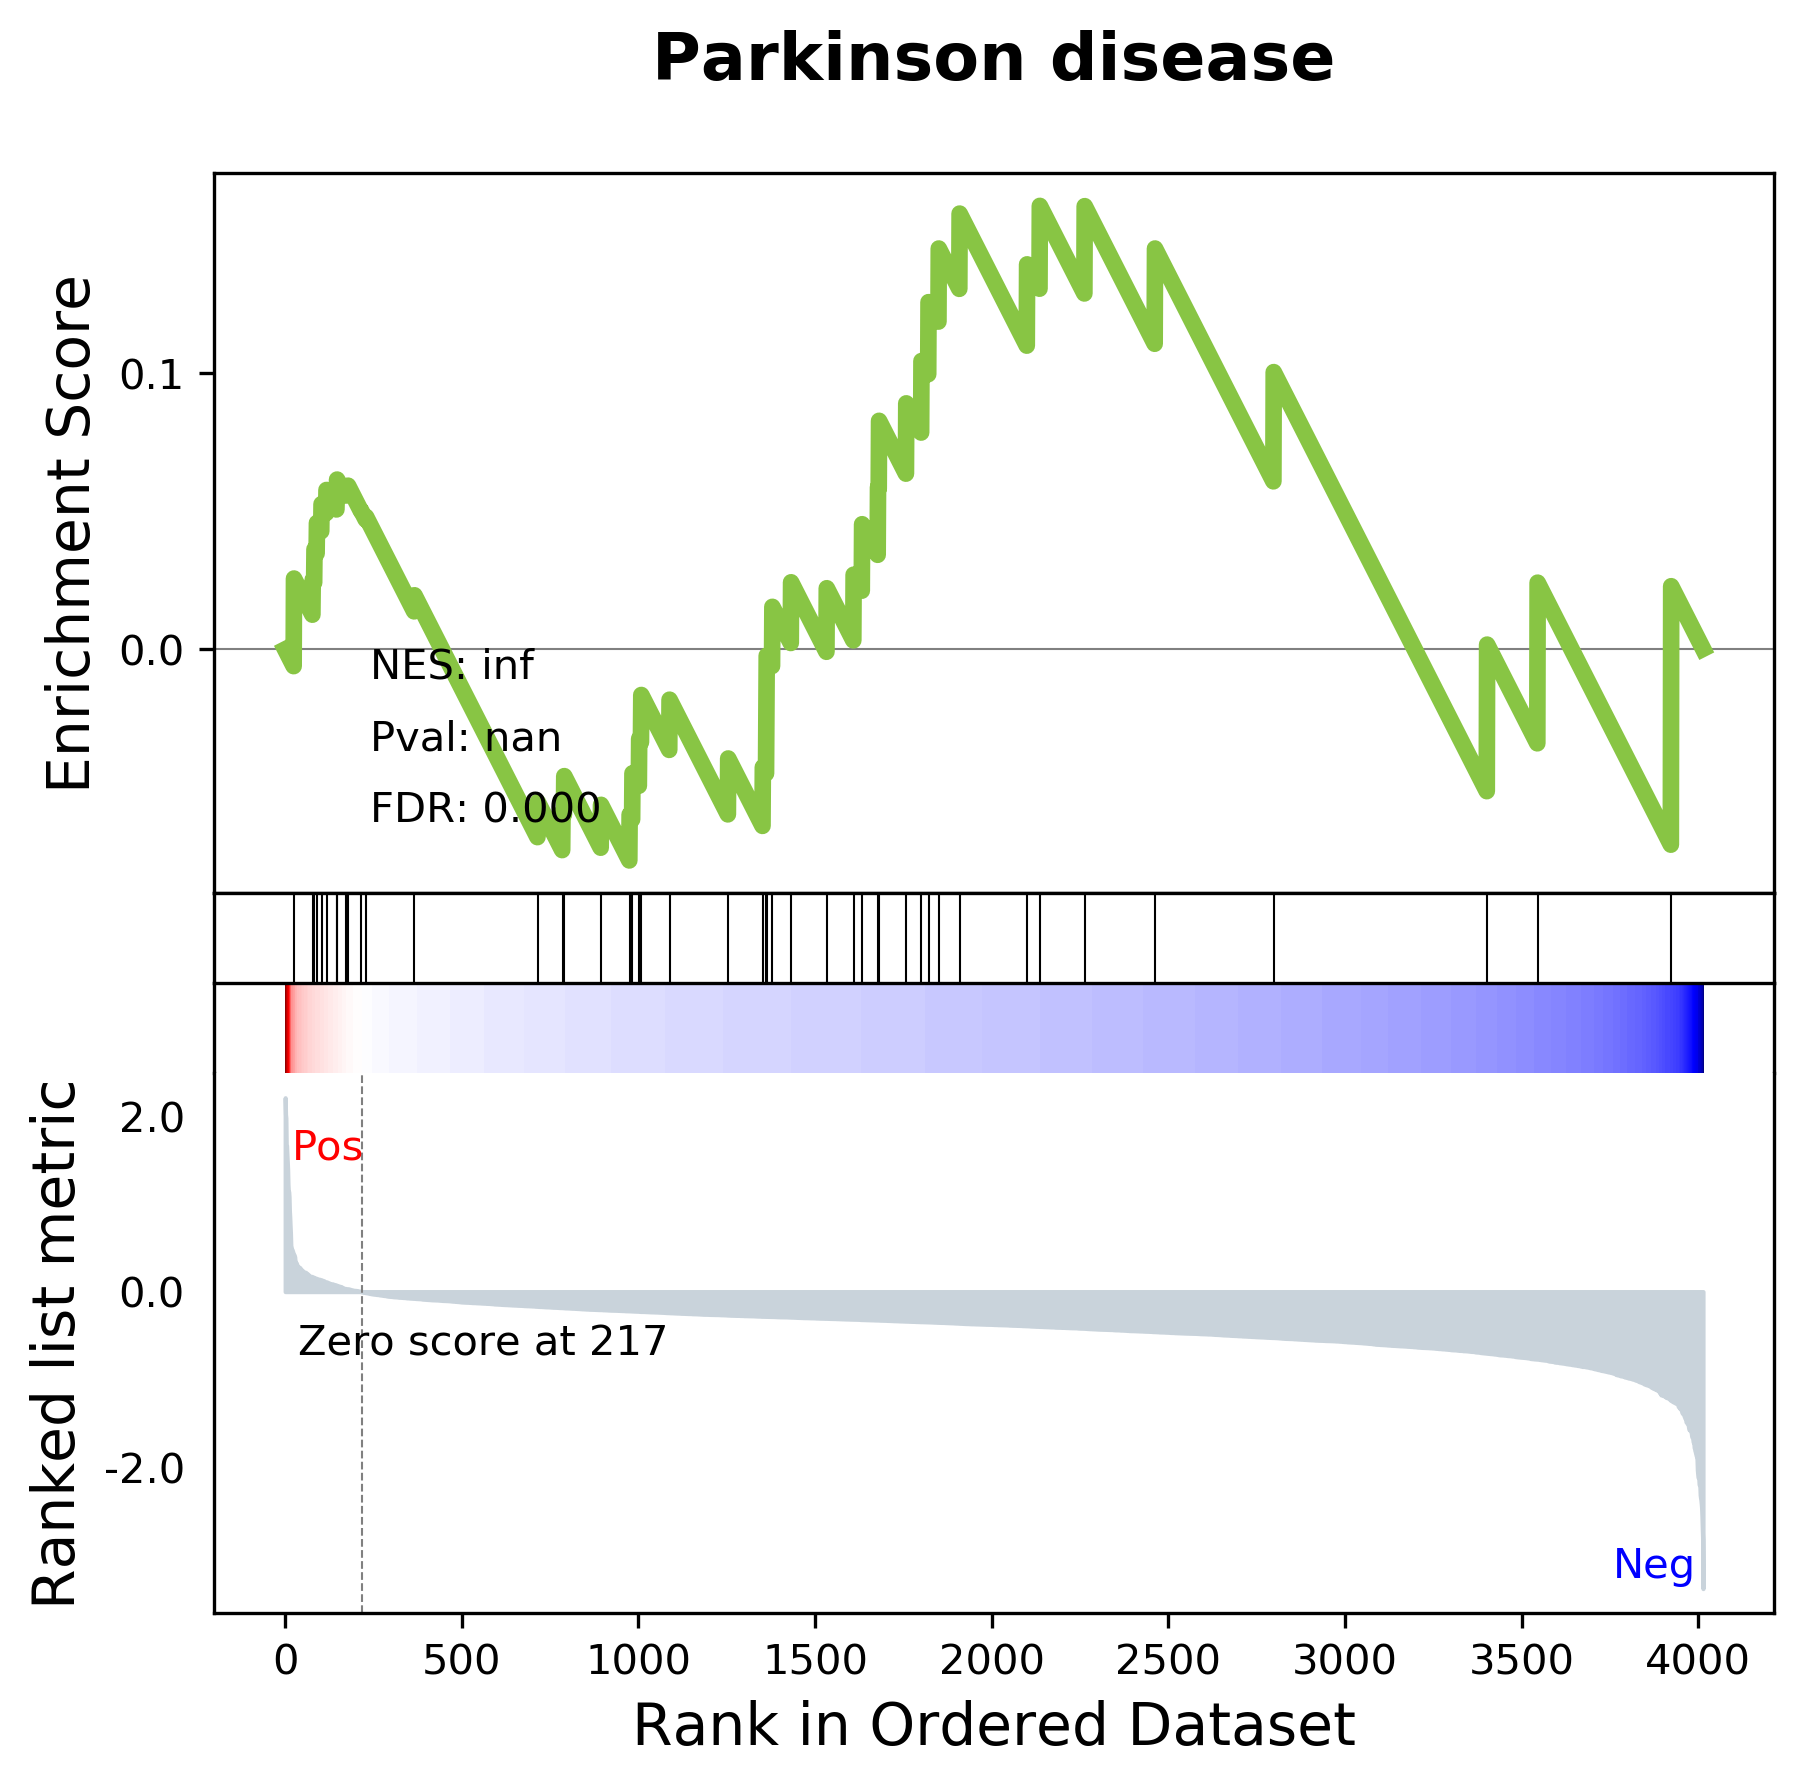 Parkinson disease
Enrichment Score
0.1
0.0
NES: inf
Pval: nan
FDR: 0.000
Ranked list metric
2.0
0.0
-2.0
Pos
Zero score at 217
Neg
0 500 1000 1500 2000 2500 3000 3500 4000
Rank in Ordered Dataset